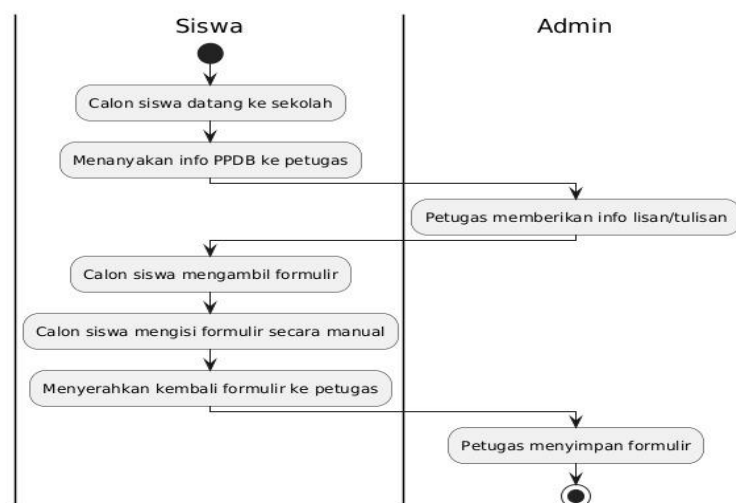 Siswa
Admin
Calon siswa datang ke sekolah
Menanyakan info PPDB ke petugas
Petugas memberikan info lisan/tulisan
Calon siswa mengambil formulir
Calon siswa mengisi formulir secara manual
Menyerahkan kembali formulir ke petugas
Petugas menyimpan formulir